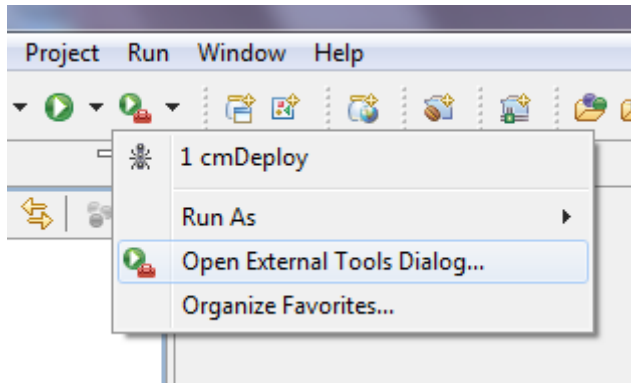 Project Run Window Help
1 cmDeploy
Run As
Open External Tools Dialog...
Organize Favorites...